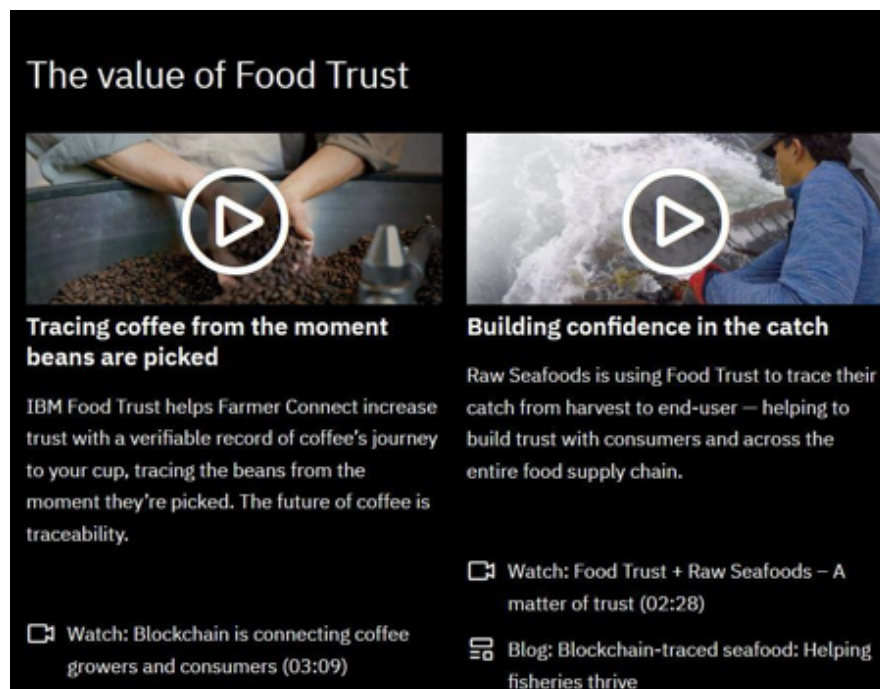 The value of Food Trust
Tracing coffee from the moment
beans are picked
IBM Food Trust helps Farmer Connect increase
trust with a verifiable record of coffee’s journey
to your cup, tracing the beans from the
moment they’re picked. The future of coffee is
traceability.
Watch: Blockchain is connecting coffee
growers and consumers (03:09)
Building confidence in the catch
Raw Seafoods is using Food Trust to trace their
catch from harvest to end-user — helping to
build trust with consumers and across the
entire food supply chain.
Watch: Food Trust + Raw Seafoods – A
matter of trust (02:28)
Blog: Blockchain-traced seafood: Helping
fisheries thrive